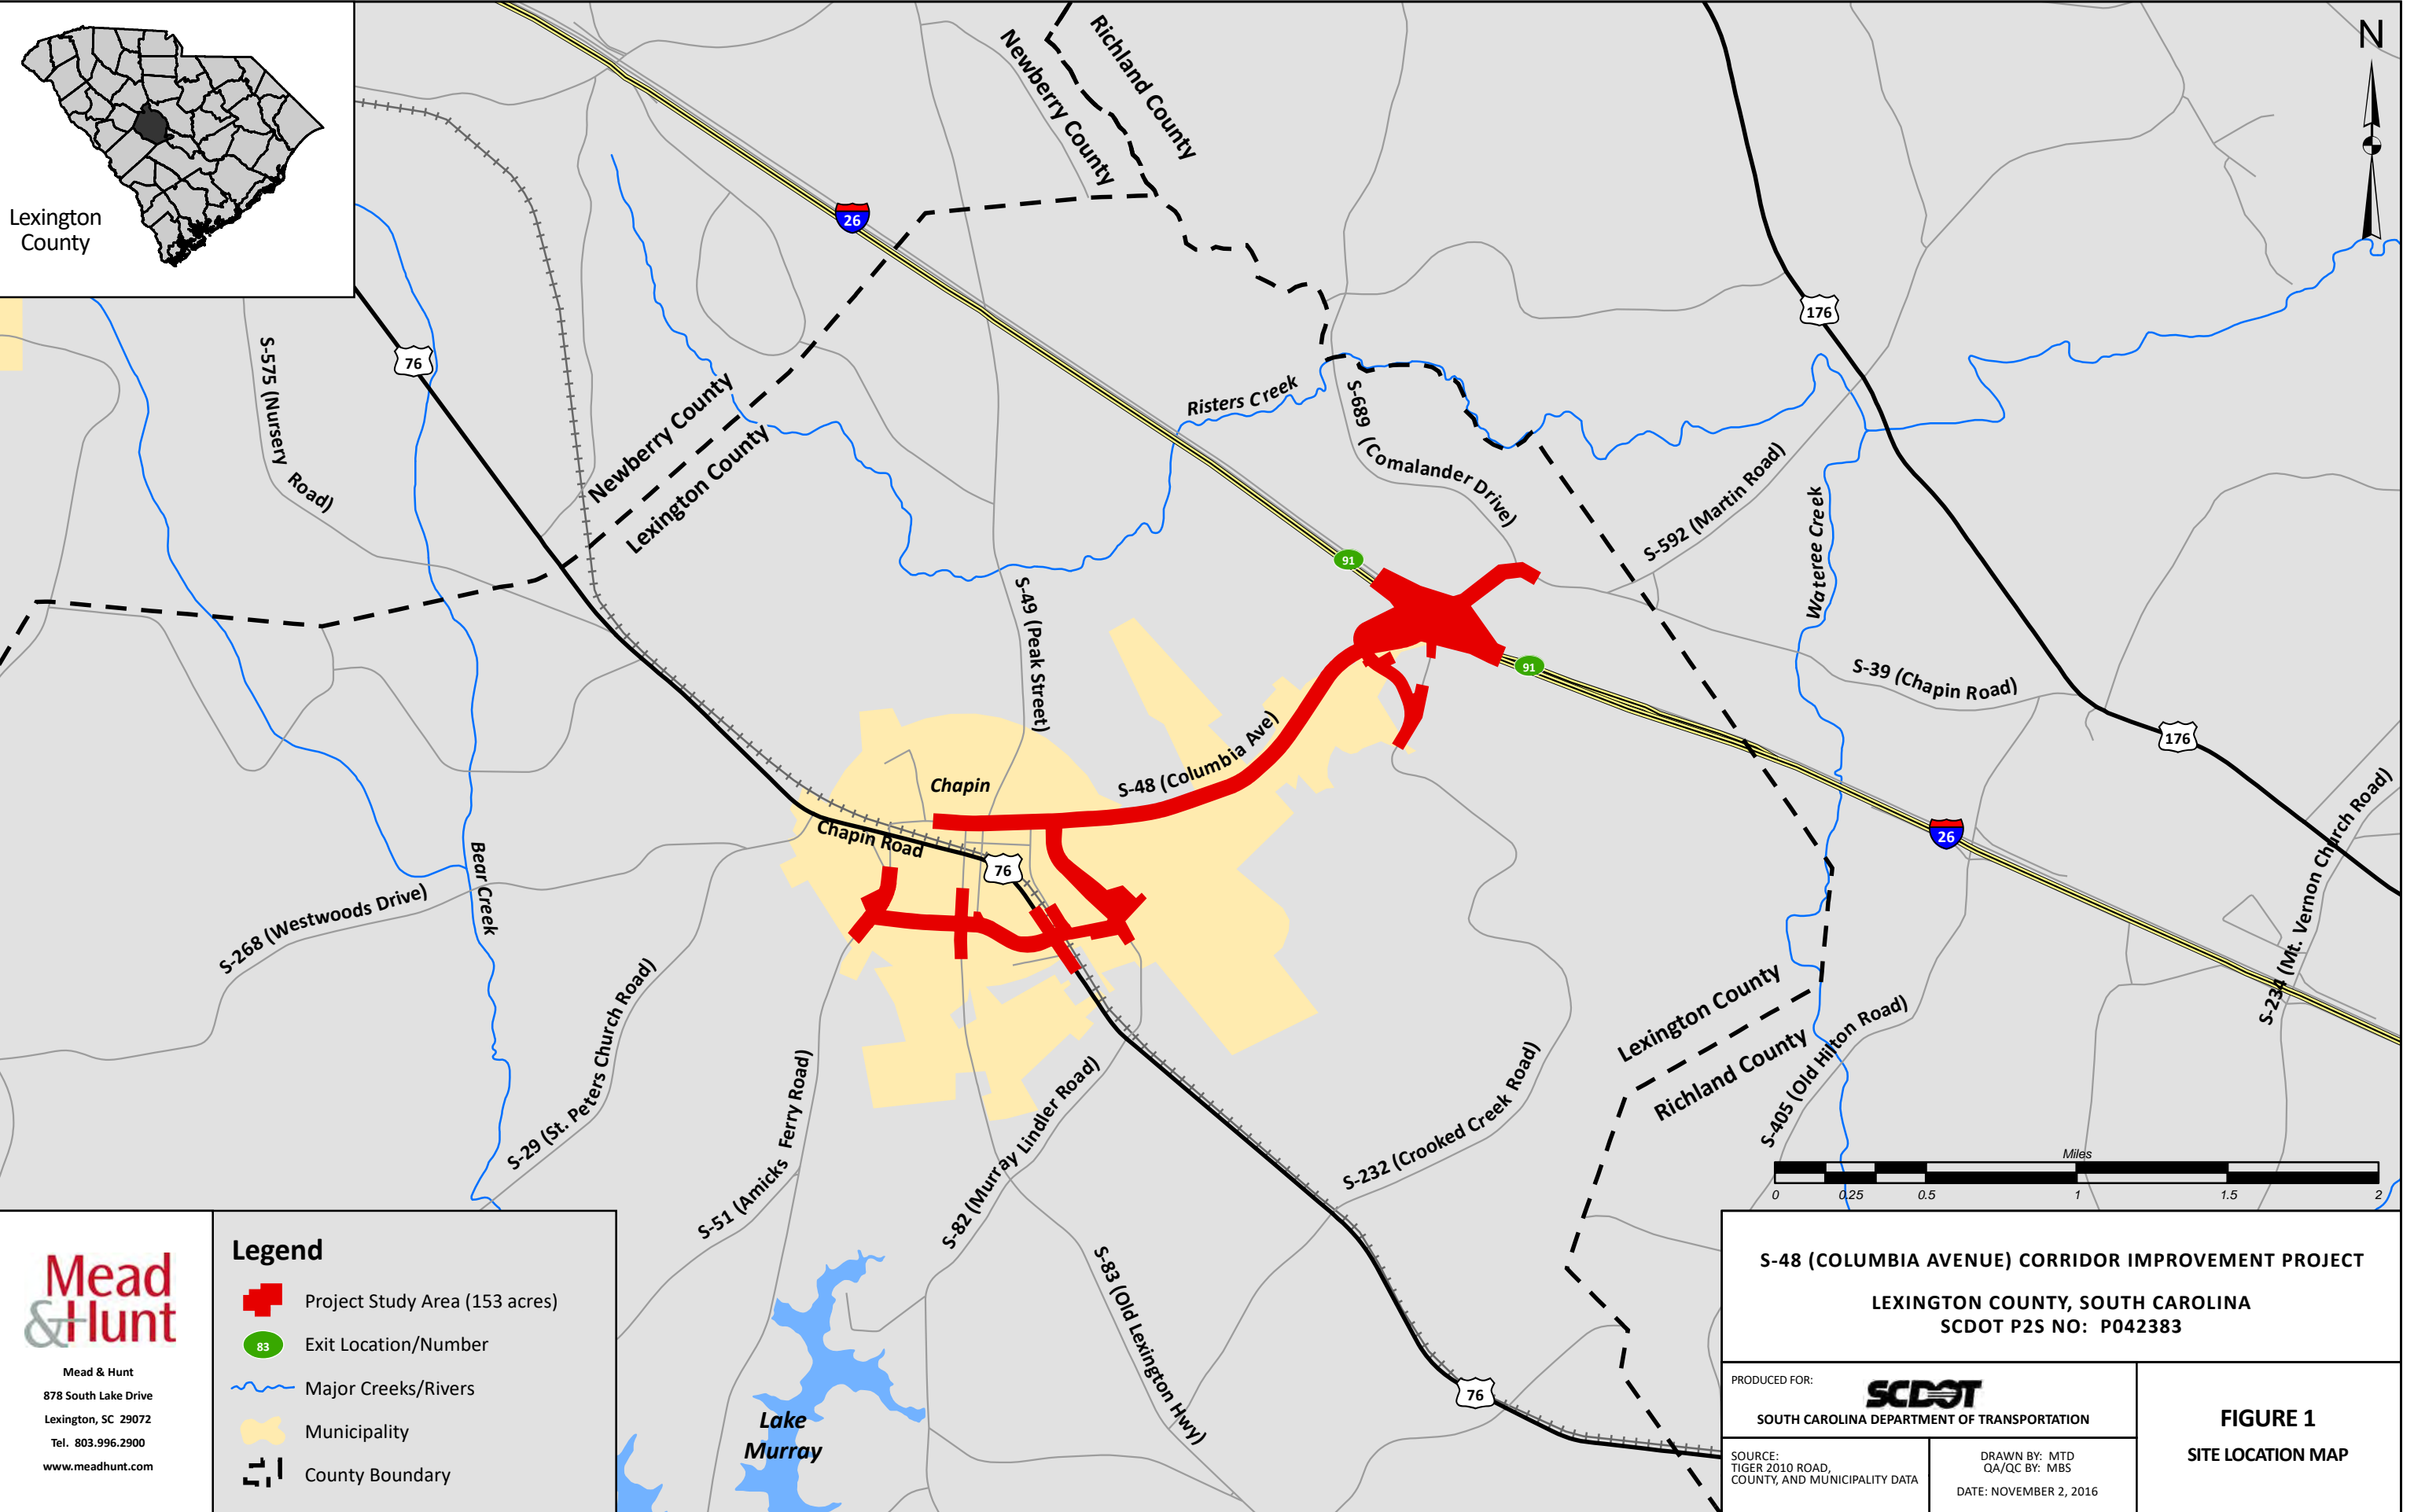 Lexington
County
N
Richland County
Newberry County
26
176
76
S-575 (Nursery Road)
Newberry County
Lexington County
Risters Creek
S-689 (Comalander Drive)
S-592 (Martin Road)
Wateree Creek
91
S-49 (Peak Street)
91
S-39 (Chapin Road)
176
Chapin
S-48 (Columbia Ave)
Chapin Road
76
26
S-234 (Mt. Vernon Church Road)
Bear Creek
S-268 (Westwoods Drive)
S-29 (St. Peters Church Road)
S-51 (Amicks Ferry Road)
S-82 (Murray Lindler Road)
S-232 (Crooked Creek Road)
Lexington County
Richland County
S-405 (Old Hilton Road)
S-83 (Old Lexington Hwy)
76
Lake
Murray
Miles
0 0.25 0.5 1 1.5 2
Mead
&Hunt
Mead & Hunt
878 South Lake Drive
Lexington, SC 29072
Tel. 803.996.2900
www.meadhunt.com
Legend
Project Study Area (153 acres)
83 Exit Location/Number
Major Creeks/Rivers
Municipality
County Boundary
S-48 (COLUMBIA AVENUE) CORRIDOR IMPROVEMENT PROJECT
LEXINGTON COUNTY, SOUTH CAROLINA
SCDOT P2S NO: P042383
PRODUCED FOR:
SCDOT
SOUTH CAROLINA DEPARTMENT OF TRANSPORTATION
SOURCE:
TIGER 2010 ROAD,
COUNTY, AND MUNICIPALITY DATA
DRAWN BY: MTD
QA/QC BY: MBS
DATE: NOVEMBER 2, 2016
FIGURE 1
SITE LOCATION MAP